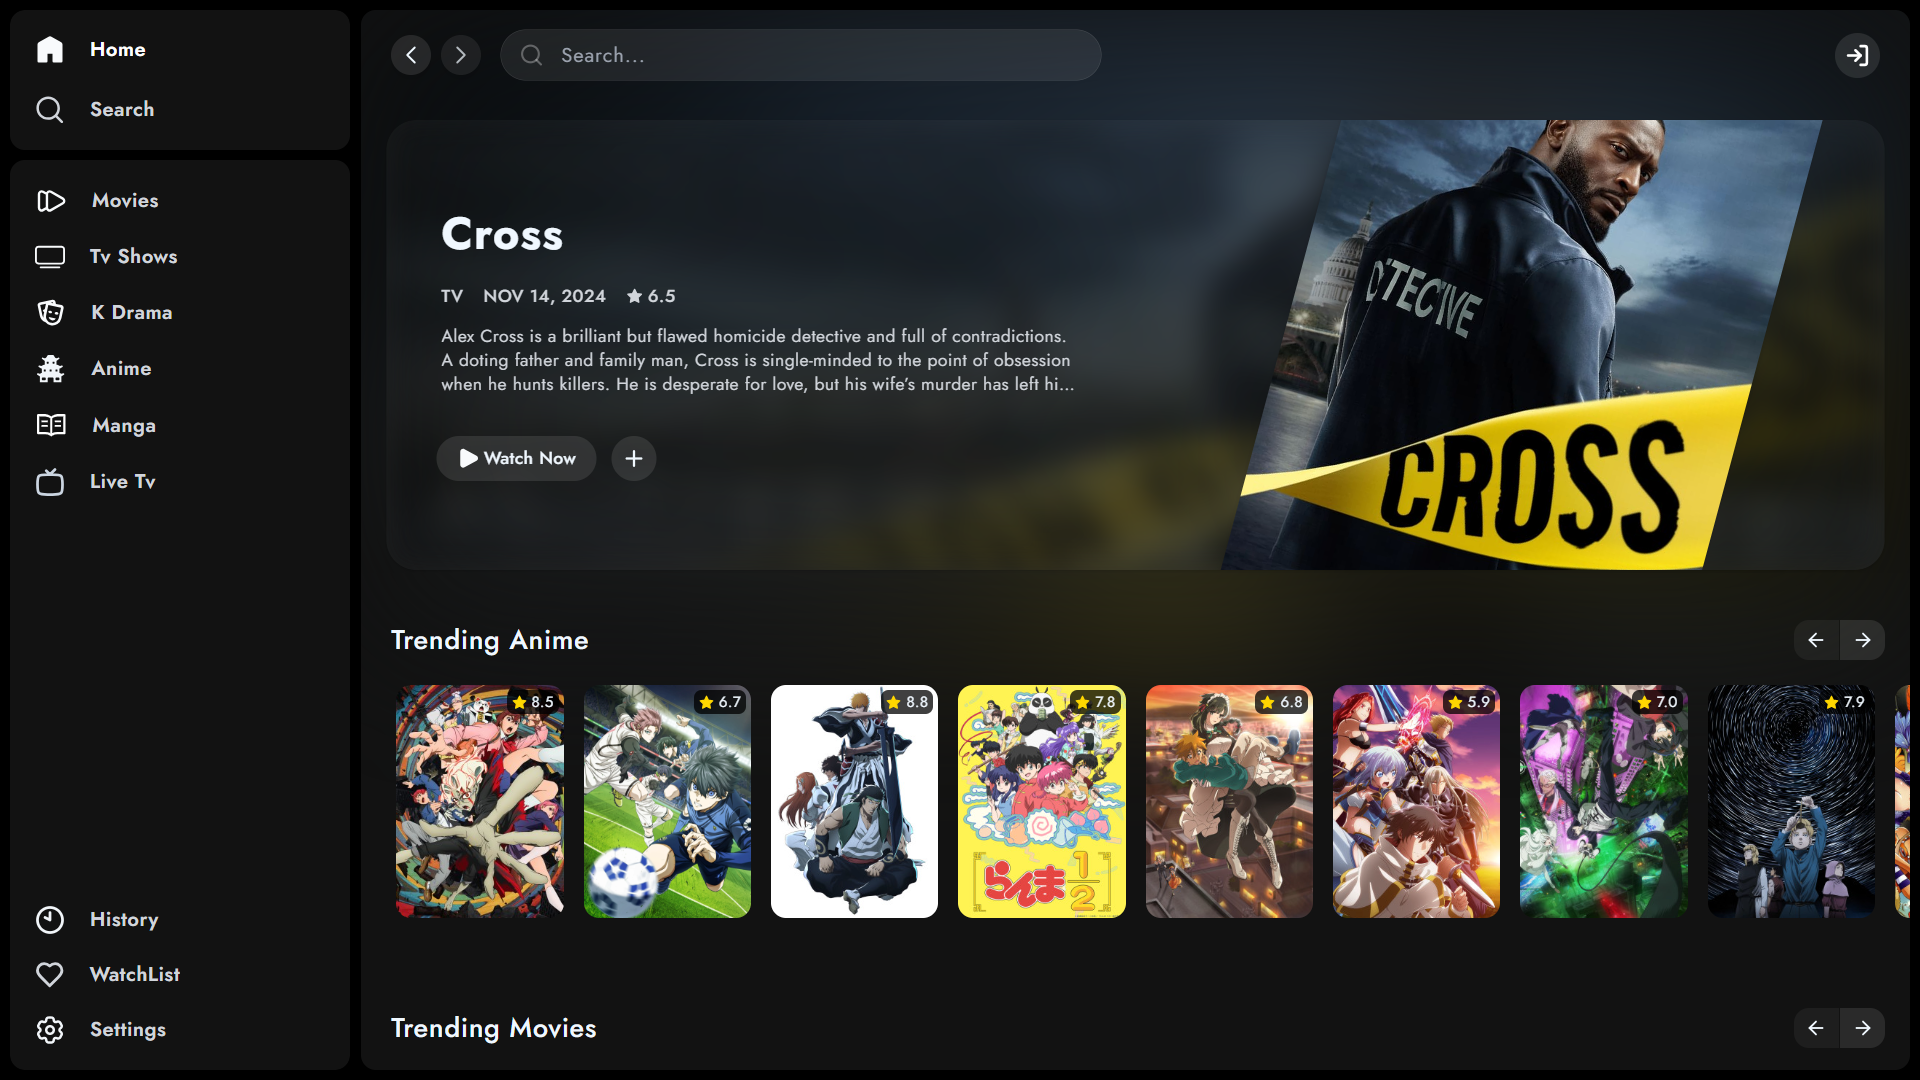 Home
Search
Movies
Tv Shows
K Drama
Anime
Manga
Live Tv
History
WatchList
Settings
Search...
Cross
TV NOV 14, 2024 6.5
Alex Cross is a brilliant but flawed homicide detective and full of contradictions.
A doting father and family man, Cross is single-minded to the point of obsession
when he hunts killers. He is desperate for love, but his wife’s murder has left hi...
Watch Now
DETECTIVE
CROSS
Trending Anime
8.5
6.7
8.8
7.8
6.8
5.9
7.0
7.9
らんま1/2
Trending Movies